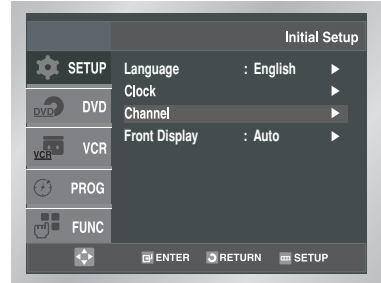 Initial Setup
SETUP
DVD DVD
VCR VCR
PROG
FUNC
Language : English ►
Clock ►
Channel ►
Front Display : Auto ►
ENTER RETURN SETUP